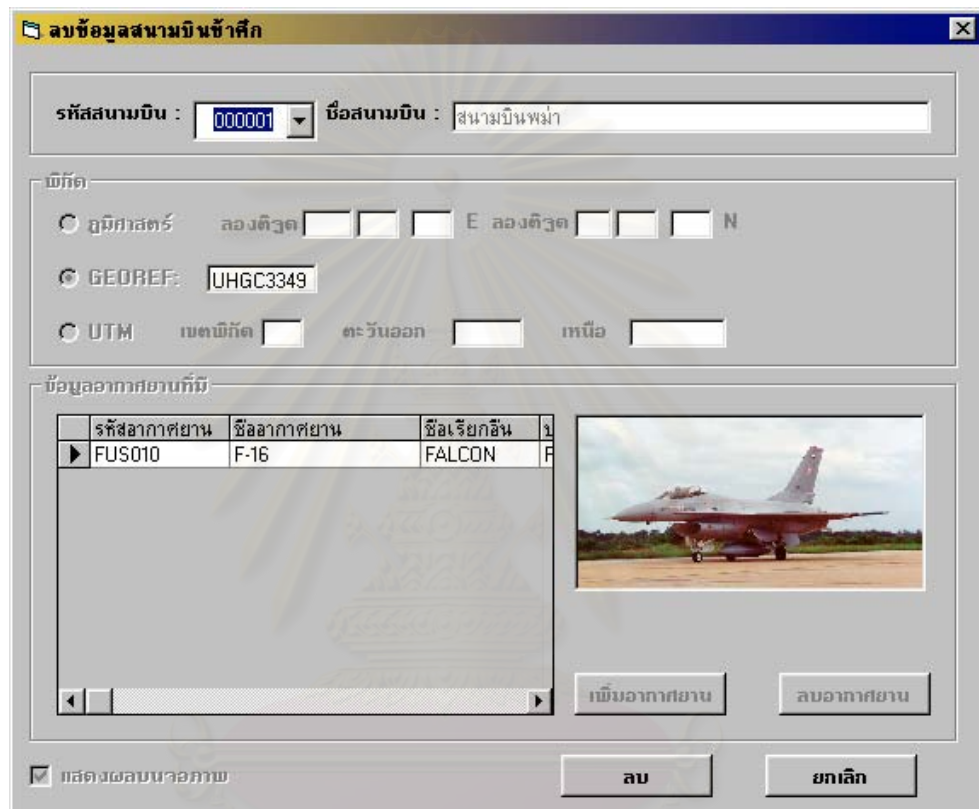 ลบข้อมูลสนามบินข้าศึก
รหัสสนามบิน : 000001 ชื่อสนามบิน : สนามบินพม่า
พิกัด
ภูมิศาสตร์ ลองติจูด E ลองติจูด N
GEOREF: UHGC3349
UTM เขตพิกัด ตะวันออก เหนือ
ข้อมูลอากาศยานที่มี
รหัสอากาศยาน ชื่ออากาศยาน ชื่อเรียกอื่น
FUS010 F-16 FALCON F
เพิ่มอากาศยาน ลบอากาศยาน
แสดงผลบนจอภาพ ลบ ยกเลิก